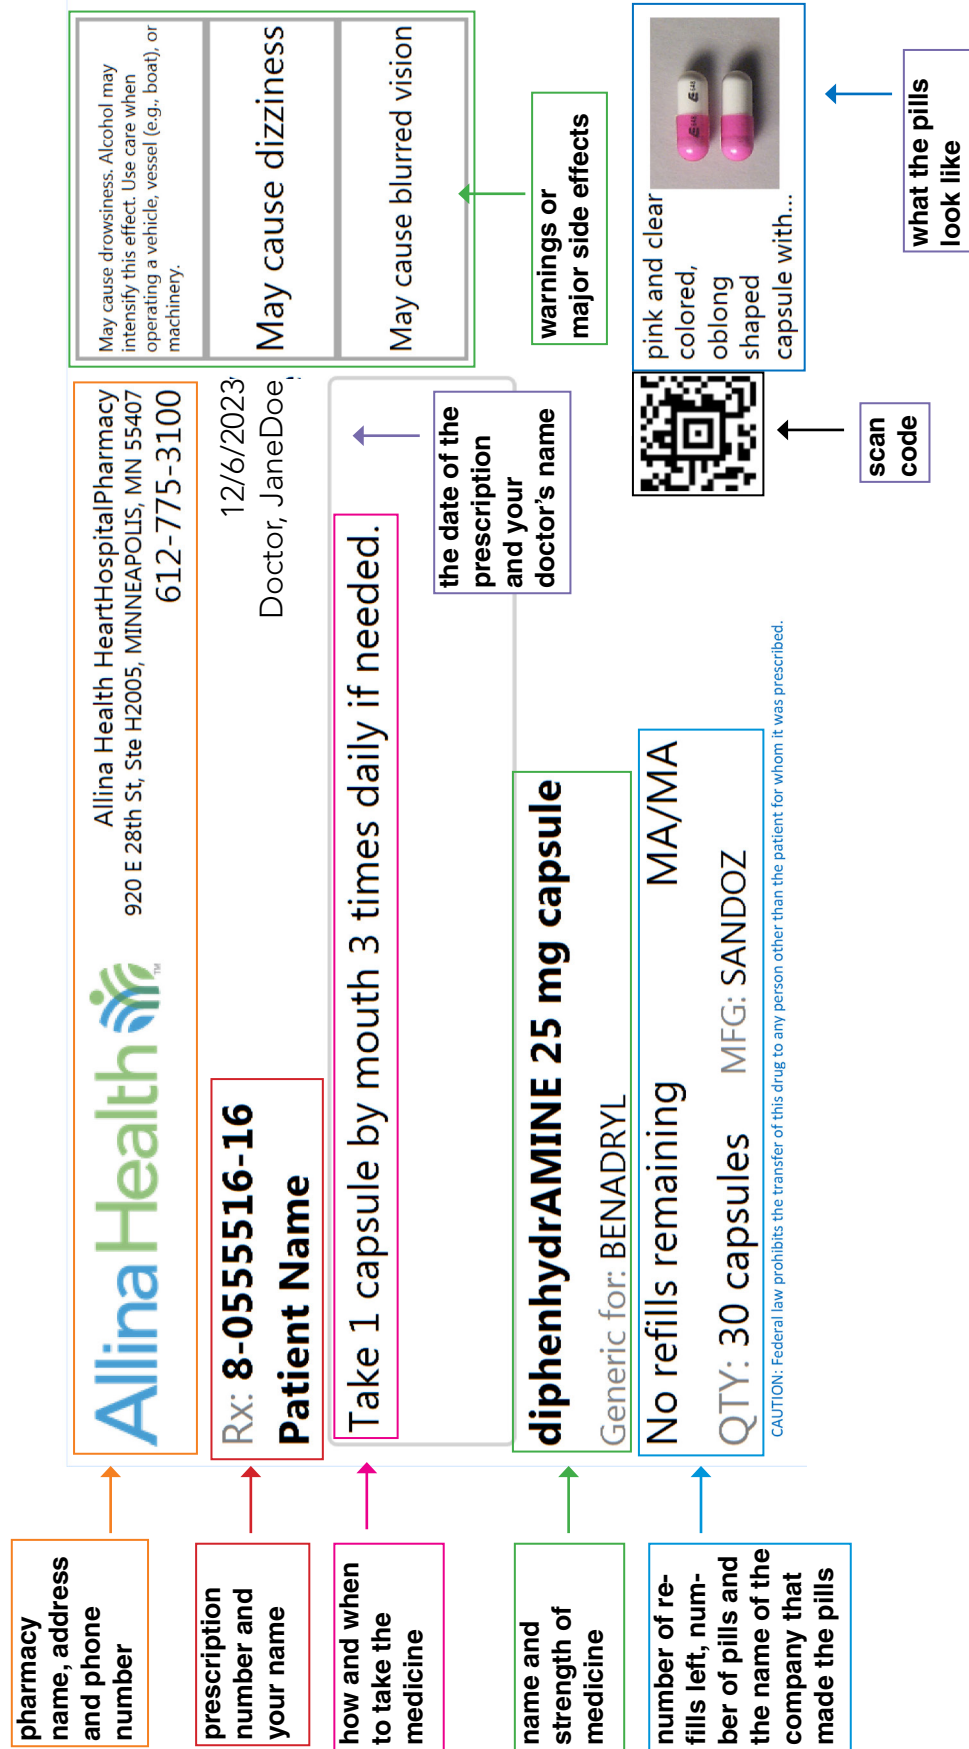 pharmacy
name, address
and phone
number
AllinaHealth
TM
Allina Health HeartHospitalPharmacy
920 E 28th St, Ste H2005, MINNEAPOLIS, MN 55407
612-775-3100
May cause drowsiness. Alcohol may
intensify this effect. Use care when
operating a vehicle, vessel (e.g., boat), or
machinery.
May cause dizziness
May cause blurred vision
warnings or
major side effects
prescription
number and
your name
Rx: 8-0555516-16
Patient Name
12/6/2023
Doctor, JaneDoe
the date of the
prescription
and your
doctor's name
how and when
to take the
medicine
Take 1 capsule by mouth 3 times daily if needed.
name and
strength of
medicine
diphenhydrAMINE 25 mg capsule
Generic for: BENADRYL
number of re-
fills left, num-
ber of pills and
the name of the
company that
made the pills
No refills remaining MA/MA
QTY: 30 capsules MFG: SANDOZ
CAUTION: Federal law prohibits the transfer of this drug to any person other than the patient for whom it was prescribed.
scan
code
pink and clear
colored,
oblong
shaped
capsule with...
what the pills
look like